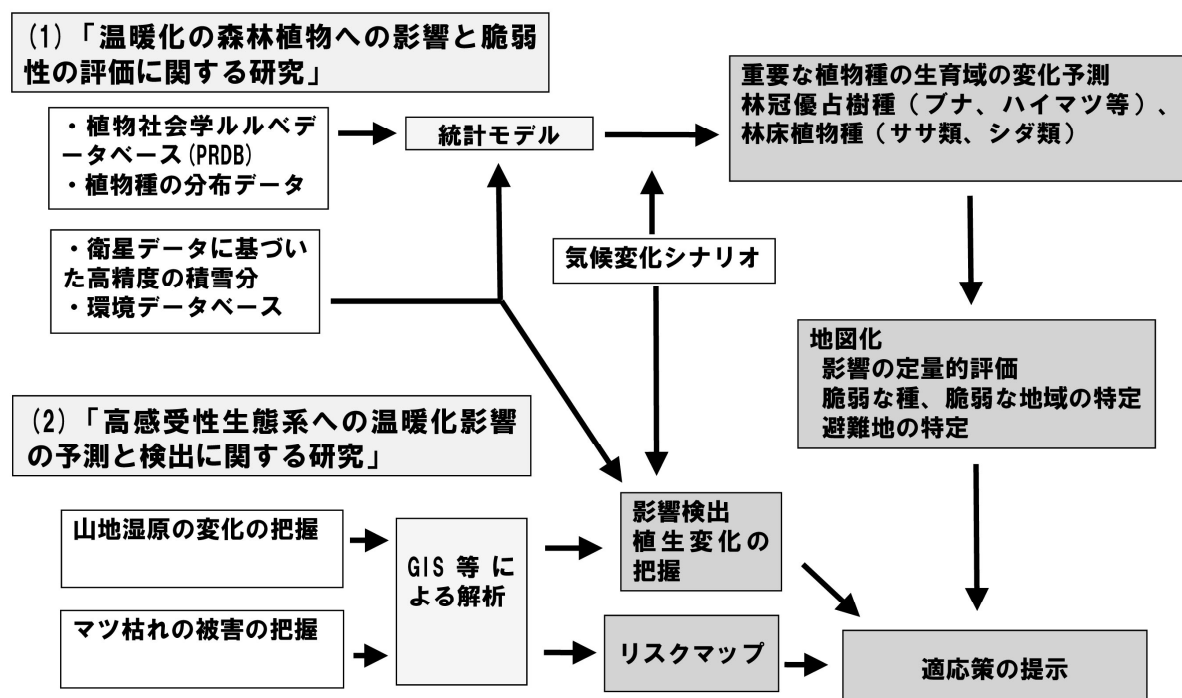 (1)「温暖化の森林植物への影響と脆弱
性の評価に関する研究」
・植物社会学ルルベデ
ータベース(PRDB)
・植物種の分布データ
統計モデル
重要な植物種の生育域の変化予測
林冠優占樹種（ブナ、ハイマツ等）、
林床植物種（ササ類、シダ類）
・衛星データに基づい
た高精度の積雪分
・環境データベース
気候変化シナリオ
地図化
影響の定量的評価
脆弱な種、脆弱な地域の特定
避難地の特定
(2)「高感受性生態系への温暖化影響
の予測と検出に関する研究」
山地湿原の変化の把握
マツ枯れの被害の把握
GIS 等 に
よる解析
影響検出
植生変化の
把握
リスクマップ
適応策の提示